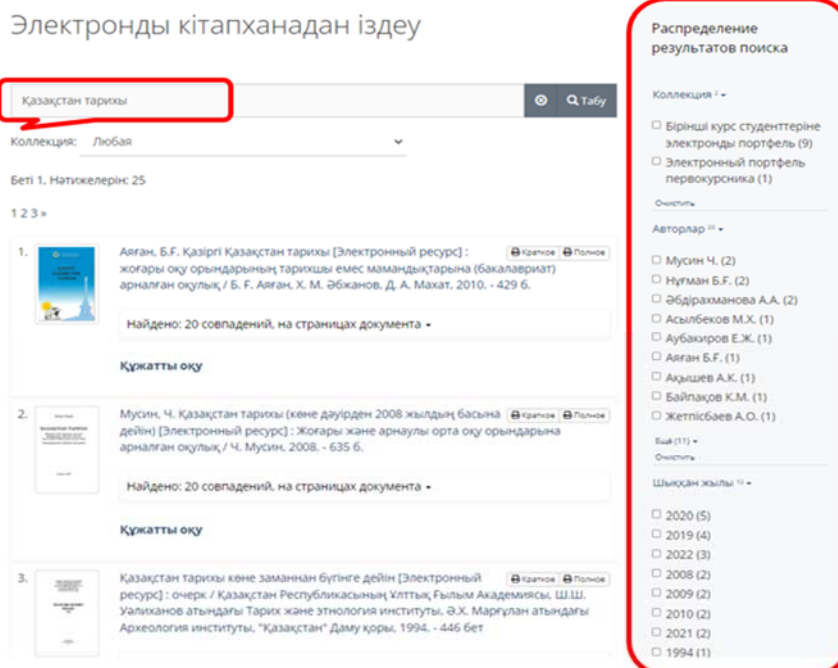 Электронды кітапханадан іздеу
Қазақстан тарихы
Табу
Коллекция: Любая
Беті 1, Нәтижелерін: 25
1 2 3 »
1.
Аяған, Б.Ғ. Қазіргі Қазақстан тарихы [Электронный ресурс] :
Краткое Полное
жоғары оқу орындарының тарихшы емес мамандықтарына (бакалавриат)
арналған оқулық / Б. Ғ. Аяған, Х. М. Әбжанов, Д. А. Махат, 2010. - 429 б.
Найдено: 20 совпадений, на страницах документа
Құжатты оқу
2.
Мусин, Ч. Қазақстан тарихы (көне дәуірден 2008 жылдың басына
Краткое Полное
дейін) [Электронный ресурс] : Жоғары және арнаулы орта оқу орындарына
арналған оқулық / Ч. Мусин, 2008. - 635 б.
Найдено: 20 совпадений, на страницах документа
Құжатты оқу
3.
Қазақстан тарихы көне заманнан бүгінге дейін [Электронный
Краткое Полное
ресурс] : очерк / Қазақстан Республикасының Ұлттық Ғылым Академиясы, Ш.Ш.
Уәлиханов атындағы Тарих және этнология институты, Ә.Х. Марғұлан атындағы
Археология институты, "Қазақстан" Даму қоры, 1994. - 446 бет
Распределение
результатов поиска
Коллекция 2
Бірінші курс студенттеріне
электронды портфель (9)
Электронный портфель
первокурсника (1)
Очистить
Авторлар 20
Мусин Ч. (2)
Нұғман Б.Ғ. (2)
Әбдірахманова А.А. (2)
Асылбеков М.Х. (1)
Аубакиров Е.Ж. (1)
Аяған Б.Ғ. (1)
Ақышев А.К. (1)
Байпақов К.М. (1)
Жетпісбаев А.О. (1)
Ещё (11)
Очистить
Шыққан жылы
2020 (5)
2019 (4)
2022 (3)
2008 (2)
2009 (2)
2010 (2)
2021 (2)
1994 (1)